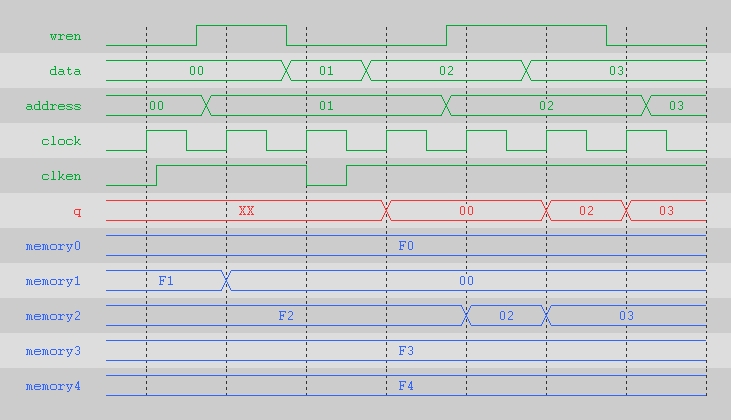 wren
data 00 01 02 03
address 00 01 02 03
clock
clken
q XX 00 02 03
memory0 F0
memory1 F1 00
memory2 F2 02 03
memory3 F3
memory4 F4